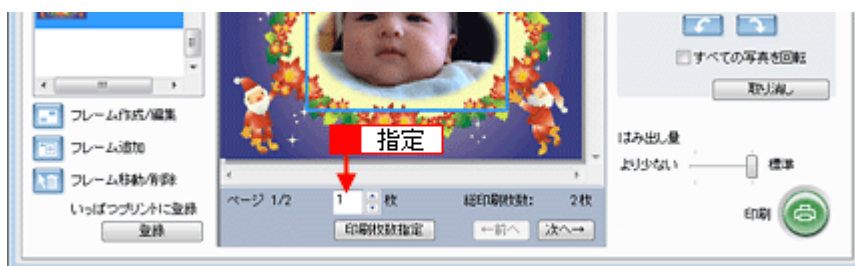 フレーム作成/編集
フレーム追加
フレーム移動/削除
いっぱつプリントに登録
登録
指定
ページ 1/2
1
枚
総印刷枚数:
2枚
印刷枚数指定
←前へ
次へ→
すべての写真を回転
取り消し
はみ出し量
より少ない
標準
印刷